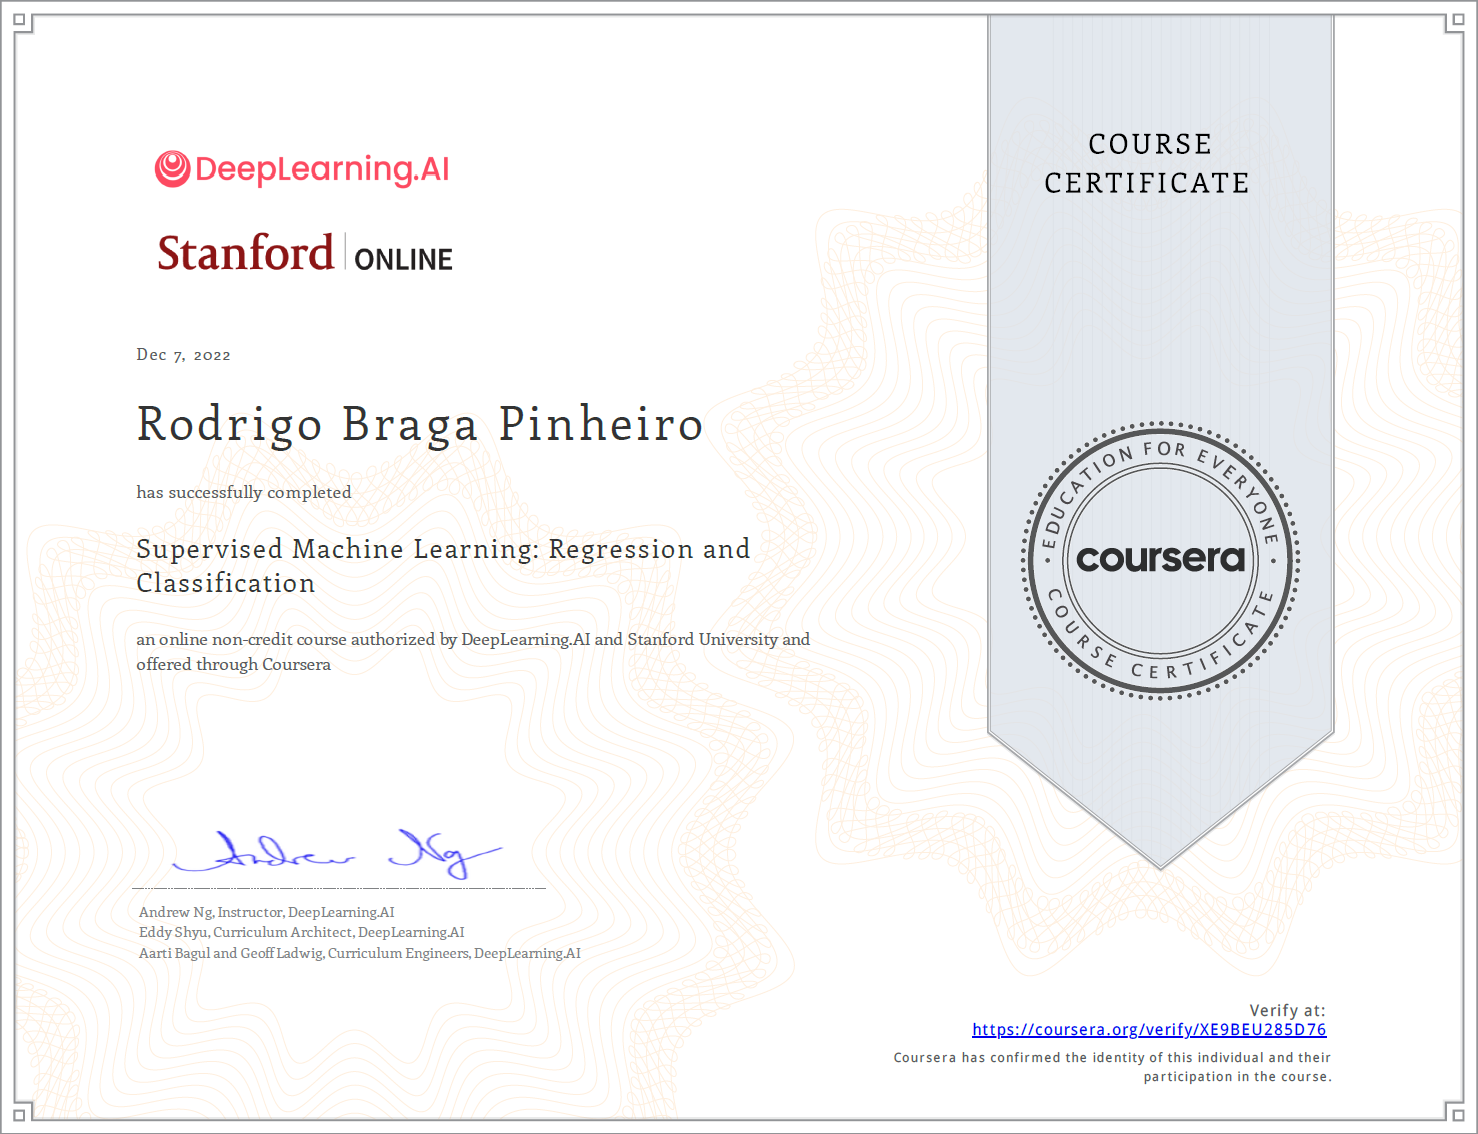 DeepLearning.AI
Stanford ONLINE
COURSE
CERTIFICATE
Dec 7, 2022
Rodrigo Braga Pinheiro
has successfully completed
Supervised Machine Learning: Regression and
Classification
an online non-credit course authorized by DeepLearning.AI and Stanford University and
offered through Coursera
EDUCATION FOR EVERYONE
coursera
COURSE CERTIFICATE
Andrew Ng
Andrew Ng, Instructor, DeepLearning.AI
Eddy Shyu, Curriculum Architect, DeepLearning.AI
Aarti Bagul and Geoff Ladwig, Curriculum Engineers, DeepLearning.AI
Verify at:
https://coursera.org/verify/XE9BEU285D76
Coursera has confirmed the identity of this individual and their
participation in the course.